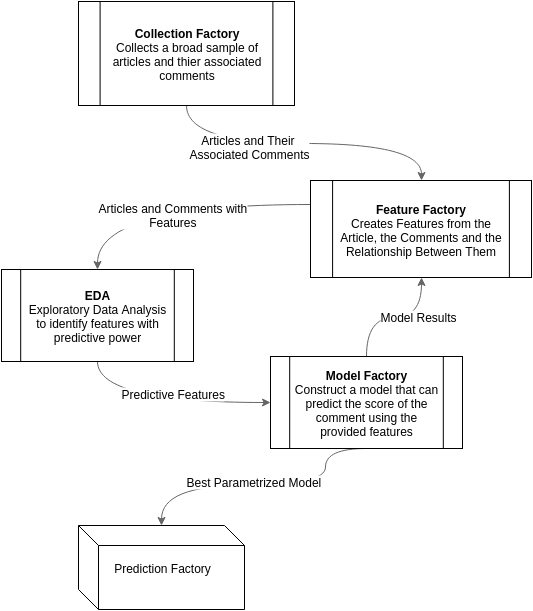 Collection Factory
Collects a broad sample of
articles and thier associated
comments
Articles and Their
Associated Comments
Feature Factory
Creates Features from the
Article, the Comments and the
Relationship Between Them
Articles and Comments with
Features
EDA
Exploratory Data Analysis
to identify features with
predictive power
Model Results
Predictive Features
Model Factory
Construct a model that can
predict the score of the
comment using the
provided features
Best Parametrized Model
Prediction Factory